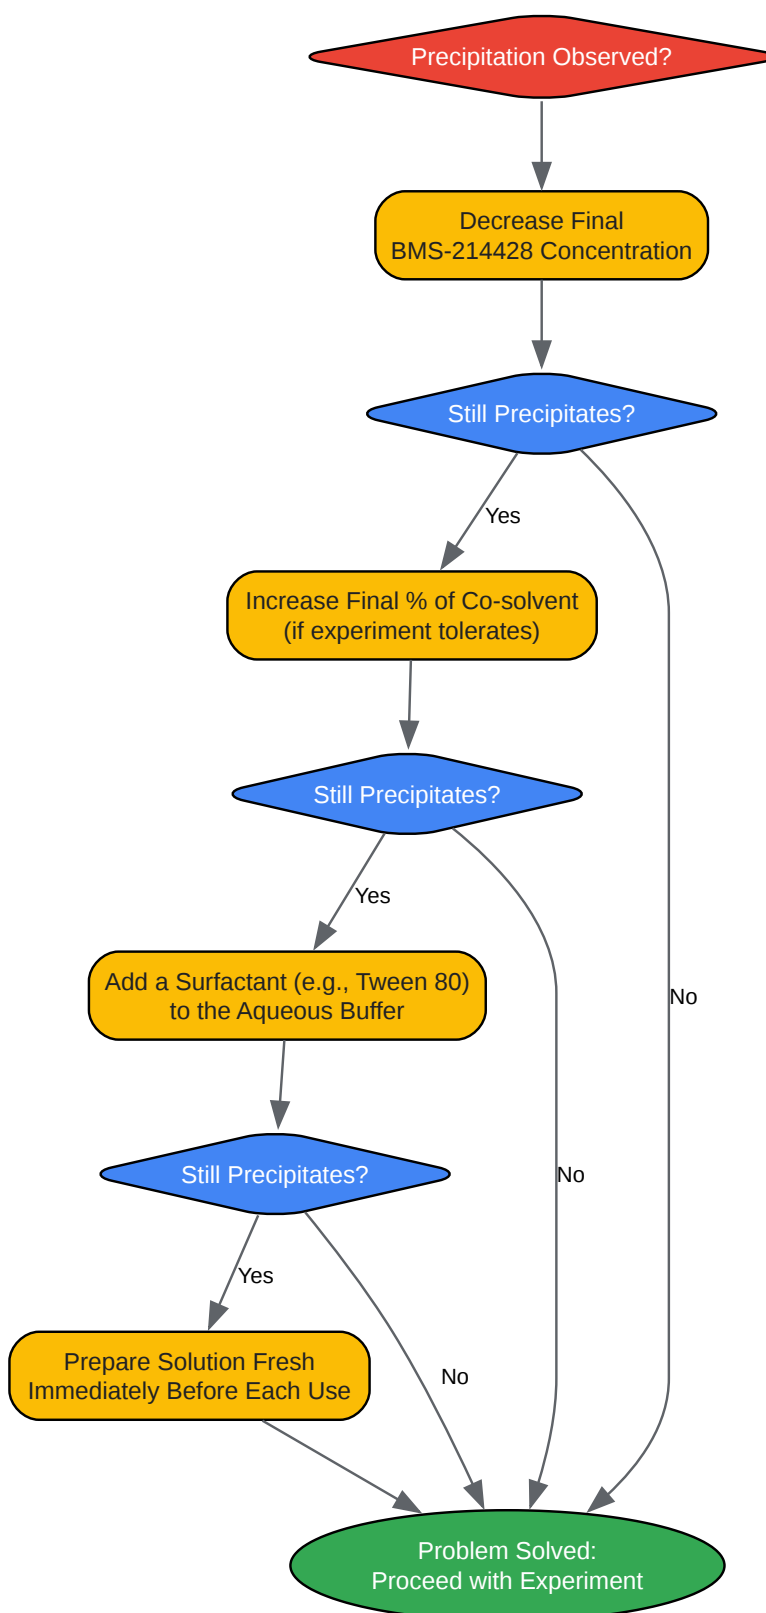 Precipitation Observed?
Decrease Final
BMS-214428 Concentration
Still Precipitates?
Yes
Increase Final % of Co-solvent
(if experiment tolerates)
Still Precipitates?
Yes
Add a Surfactant (e.g., Tween 80)
to the Aqueous Buffer
No
Still Precipitates?
No
Yes
Prepare Solution Fresh
Immediately Before Each Use
No
Problem Solved:
Proceed with Experiment